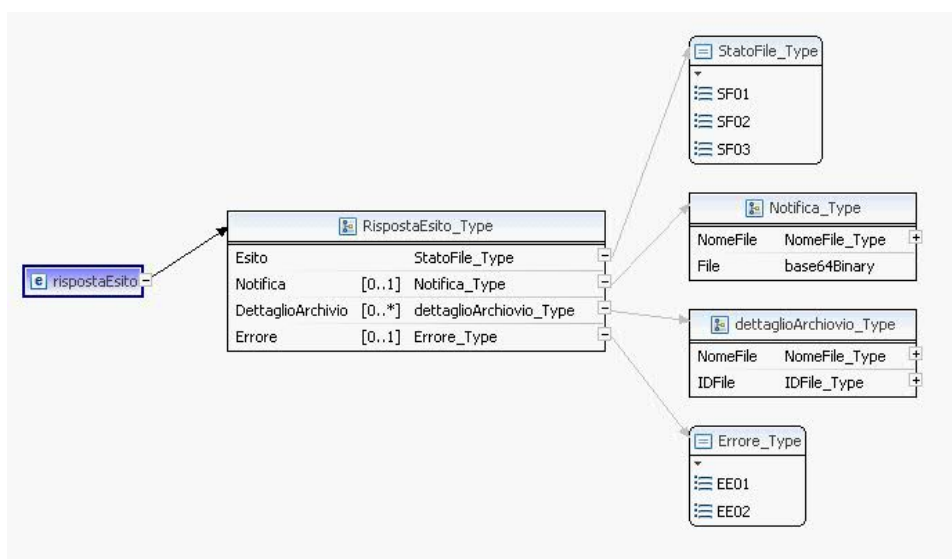 StatoFile_Type
SF01
SF02
SF03
Notifica_Type
NomeFile NomeFile_Type
File base64Binary
RispostaEsito_Type
Esito StatoFile_Type
Notifica [0..1] Notifica_Type
DettaglioArchivio [0..*] dettaglioArchiovio_Type
Errore [0..1] Errore_Type
e rispostaEsito
dettaglioArchiovio_Type
NomeFile NomeFile_Type
IDFile IDFile_Type
Errore_Type
EE01
EE02